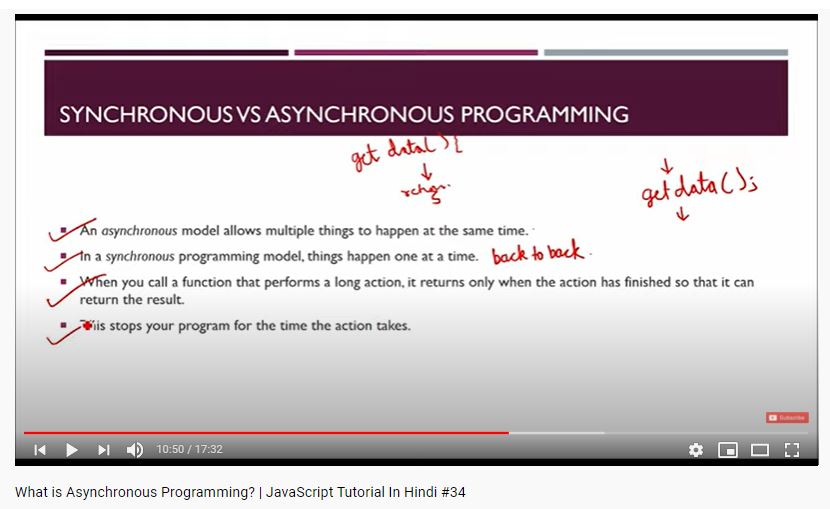 SYNCHRONOUS VS ASYNCHRONOUS PROGRAMMING
get data() {
getdata();
An asynchronous model allows multiple things to happen at the same time.
In a synchronous programming model, things happen one at a time. back to back
When you call a function that performs a long action, it returns only when the action has finished so that it can
return the result.
This stops your program for the time the action takes.
Subscribe
10:50 / 17:32
What is Asynchronous Programming? | JavaScript Tutorial In Hindi #34